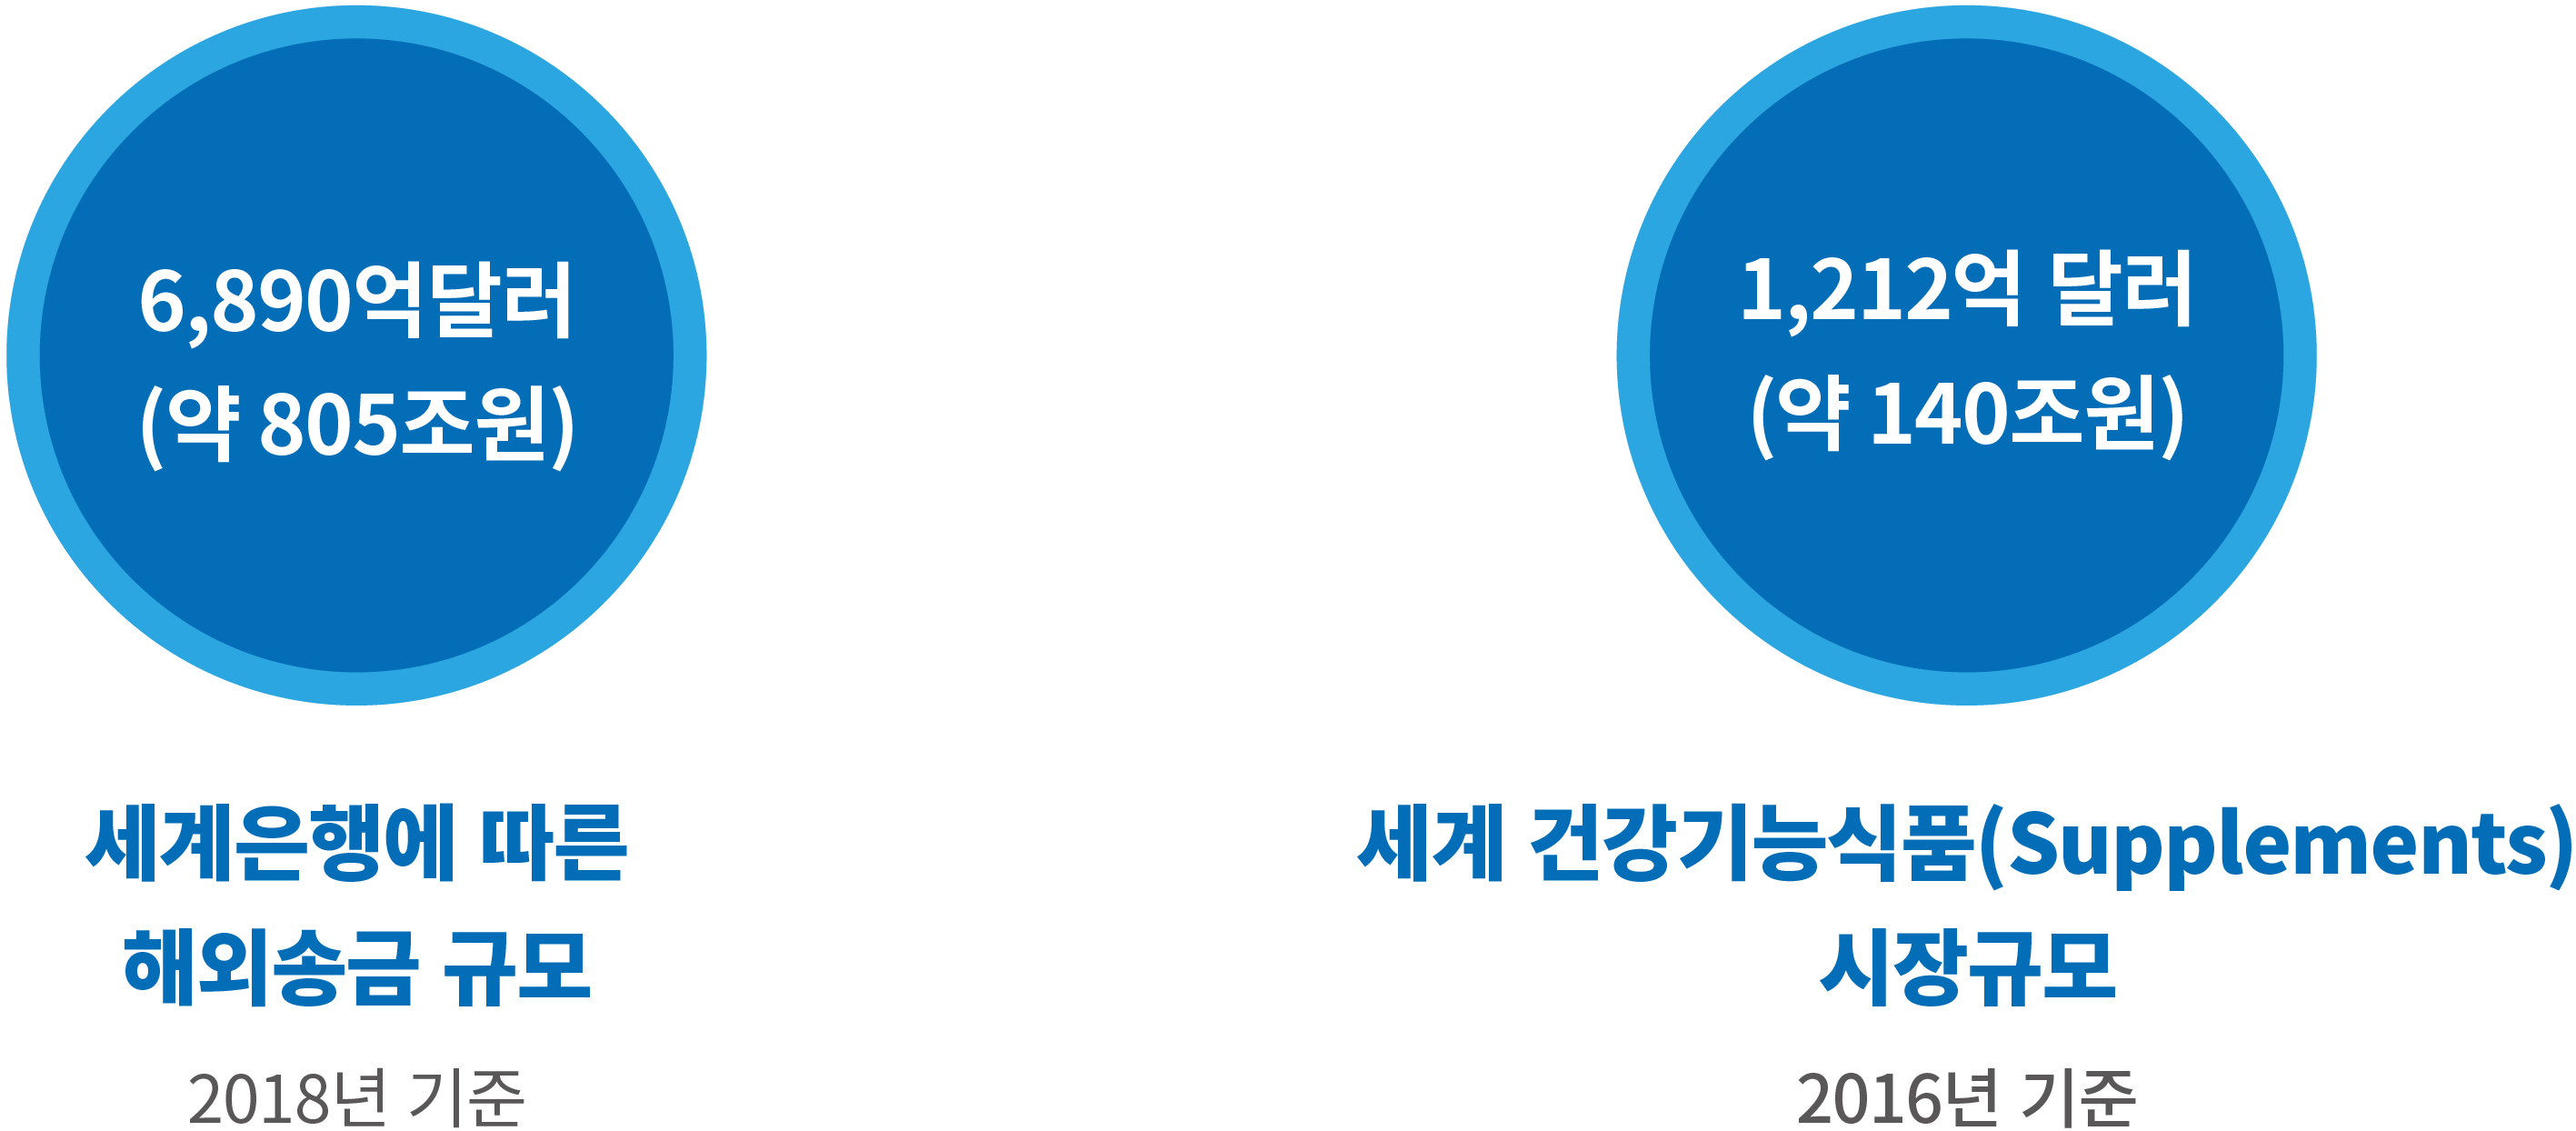 6,890억달러
(약 805조원)
세계은행에 따른
해외송금 규모
2018년 기준
1,212억 달러
(약 140조원)
세계 건강기능식품(Supplements)
시장규모
2016년 기준